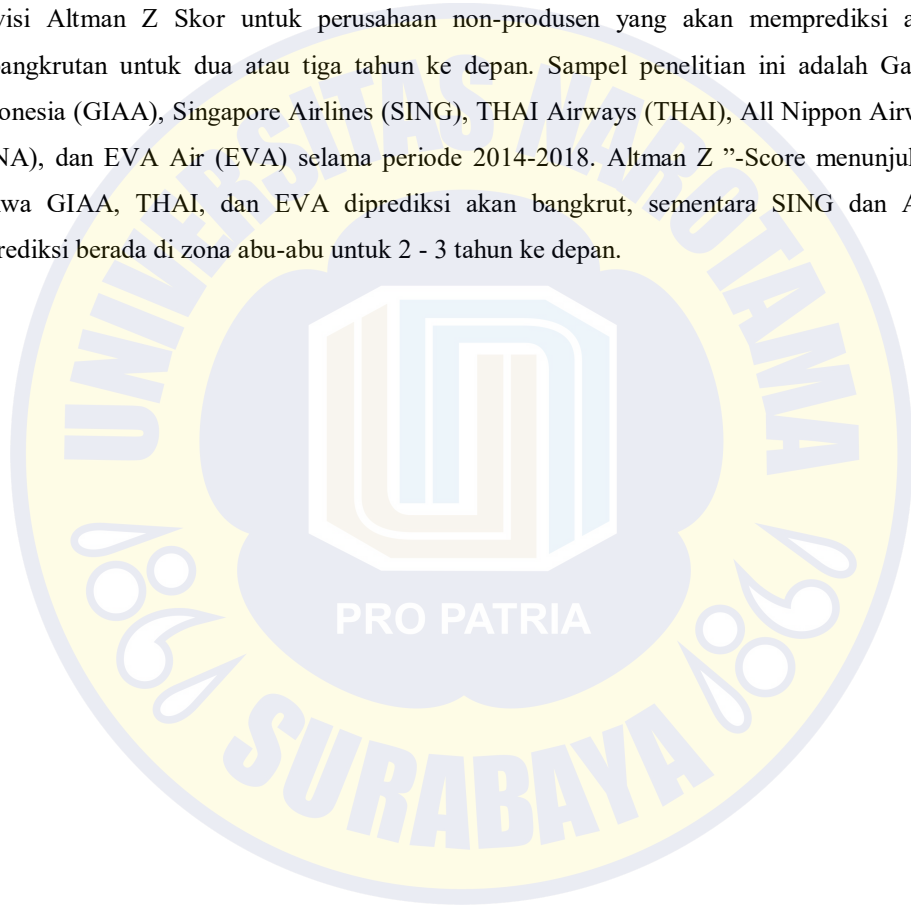 visi Altman Z Skor untuk perusahaan non-produsen yang akan memprediksi a
bangkrutan untuk dua atau tiga tahun ke depan. Sampel penelitian ini adalah Ga
onesia (GIAA), Singapore Airlines (SING), THAI Airways (THAI), All Nippon Airw
NA), dan EVA Air (EVA) selama periode 2014-2018. Altman Z ”-Score menunjul
wa GIAA, THAI, dan EVA diprediksi akan bangkrut, sementara SING dan A
rediksi berada di zona abu-abu untuk 2 - 3 tahun ke depan.
UNIVERSITAS NAROTAMA
PRO PATRIA
SURABAYA